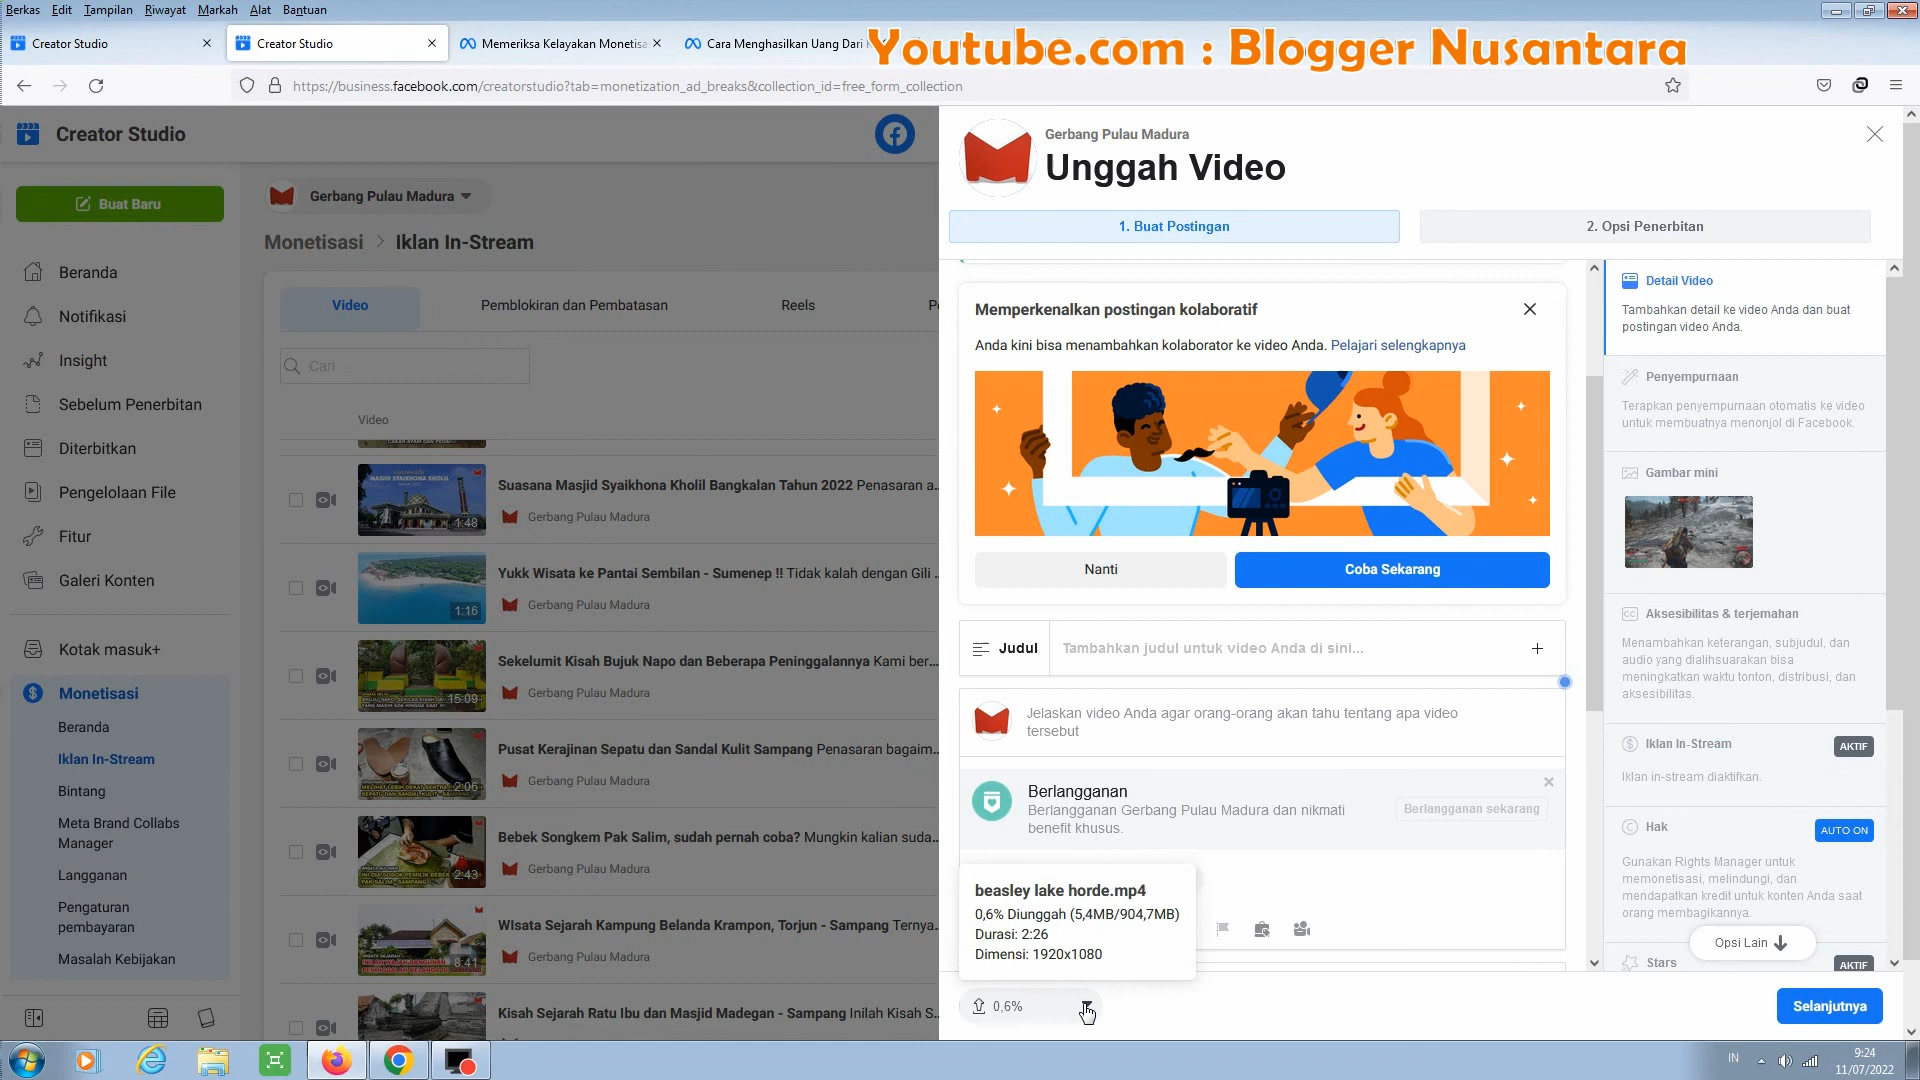 Berkas Edit Tampilan Riwayat Markah Alat Bantuan
Creator Studio
Creator Studio
Memeriksa Kelayakan Monetisa
Cara Menghasilkan Uang Dari
Youtube.com : Blogger Nusantara
https://business.facebook.com/creatorstudio?tab=monetization_ad_breaks&collection_id=free_form_collection
Creator Studio
Buat Baru
Beranda
Notifikasi
Insight
Sebelum Penerbitan
Diterbitkan
Pengelolaan File
Fitur
Galeri Konten
Kotak masuk+
Monetisasi
Beranda
Iklan In-Stream
Bintang
Meta Brand Collabs
Manager
Langganan
Pengaturan
pembayaran
Masalah Kebijakan
Gerbang Pulau Madura
Monetisasi > Iklan In-Stream
Video
Pemblokiran dan Pembatasan
Reels
Cari
Video
1:48
Suasana Masjid Syaikhona Kholil Bangkalan Tahun 2022 Penasaran a...
Gerbang Pulau Madura
1:16
Yukk Wisata ke Pantai Sembilan - Sumenep !! Tidak kalah dengan Gili ...
Gerbang Pulau Madura
15:09
Sekelumit Kisah Bujuk Napo dan Beberapa Peninggalannya Kami ber...
Gerbang Pulau Madura
2:06
Pusat Kerajinan Sepatu dan Sandal Kulit Sampang Penasaran bagaim...
Gerbang Pulau Madura
2:43
Bebek Songkem Pak Salim, sudah pernah coba? Mungkin kalian suda...
Gerbang Pulau Madura
8:41
WIsata Sejarah Kampung Belanda Krampon, Torjun - Sampang Ternya...
Gerbang Pulau Madura
Kisah Sejarah Ratu Ibu dan Masjid Madegan - Sampang Inilah Kisah S...
Gerbang Pulau Madura
Unggah Video
1. Buat Postingan
2. Opsi Penerbitan
Memperkenalkan postingan kolaboratif
Anda kini bisa menambahkan kolaborator ke video Anda. Pelajari selengkapnya
Nanti
Coba Sekarang
Judul
Tambahkan judul untuk video Anda di sini...
Jelaskan video Anda agar orang-orang akan tahu tentang apa video
tersebut
Berlangganan
Berlangganan Gerbang Pulau Madura dan nikmati
benefit khusus.
Berlangganan sekarang
beasley lake horde.mp4
0,6% Diunggah (5,4MB/904,7MB)
Durasi: 2:26
Dimensi: 1920x1080
0,6%
Detail Video
Tambahkan detail ke video Anda dan buat
postingan video Anda.
Penyempurnaan
Terapkan penyempurnaan otomatis ke video
untuk membuatnya menonjol di Facebook.
Gambar mini
Aksesibilitas & terjemahan
Menambahkan keterangan, subjudul, dan
audio yang dialihsuarakan bisa
meningkatkan waktu tonton, distribusi, dan
aksesibilitas.
Iklan In-Stream
AKTIF
Iklan in-stream diaktifkan.
Hak
AUTO ON
Gunakan Rights Manager untuk
memonetisasi, melindungi, dan
mendapatkan kredit untuk konten Anda saat
orang membagikannya.
Opsi Lain
Stars
AKTIF
Selanjutnya
IN
9:24
11/07/2022